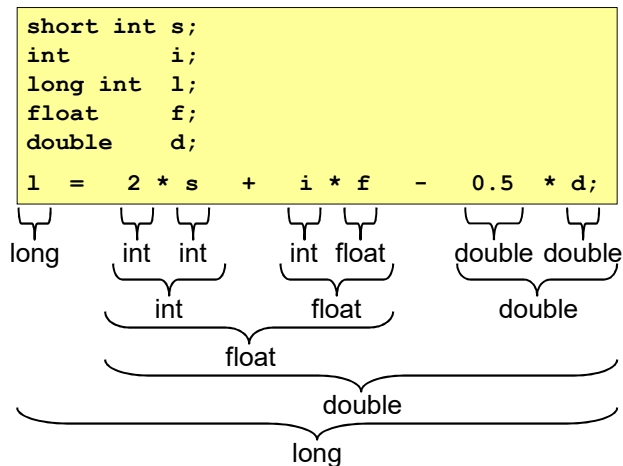 short int s;
int i;
long int l;
float f;
double d;
l = 2 * s + i * f - 0.5 * d;
long int int int float double double
int float double
float
double
long